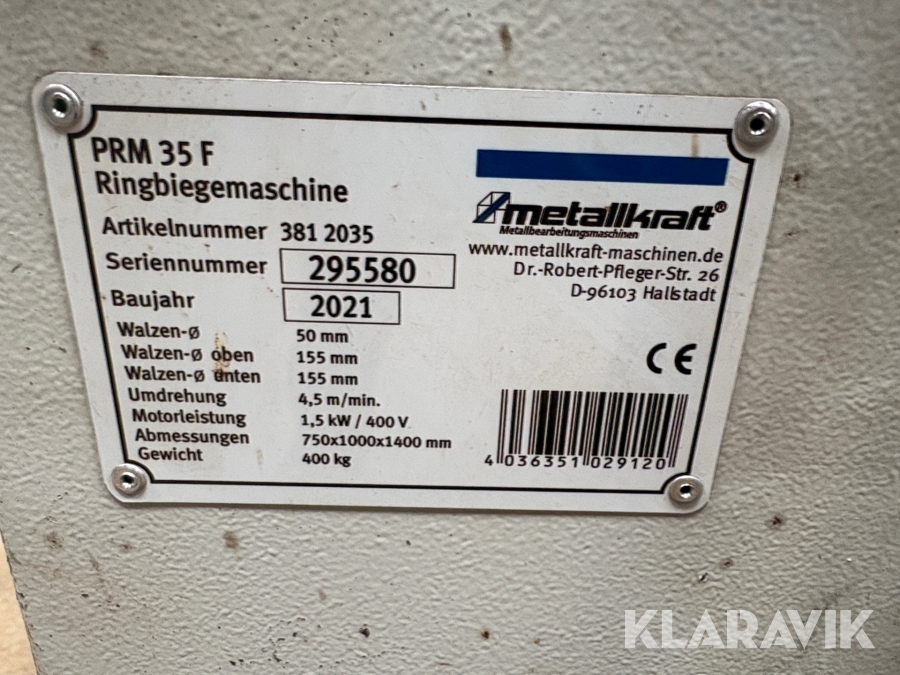 PRM 35 F
Ringbiegemaschine
Artikelnummer 381 2035
Seriennummer 295580
Baujahr 2021
Walzen-ø 50 mm
Walzen-ø oben 155 mm
Walzen-ø unten 155 mm
Umdrehung 4,5 m/min.
Motorleistung 1,5 kW / 400 V
Abmessungen 750x1000x1400 mm
Gewicht 400 kg
metallkraft®
Metallbearbeitungsmaschinen
www.metallkraft-maschinen.de
Dr.-Robert-Pfleger-Str. 26
D-96103 Hallstadt
CE
4 036351 029120
KLARAVIK